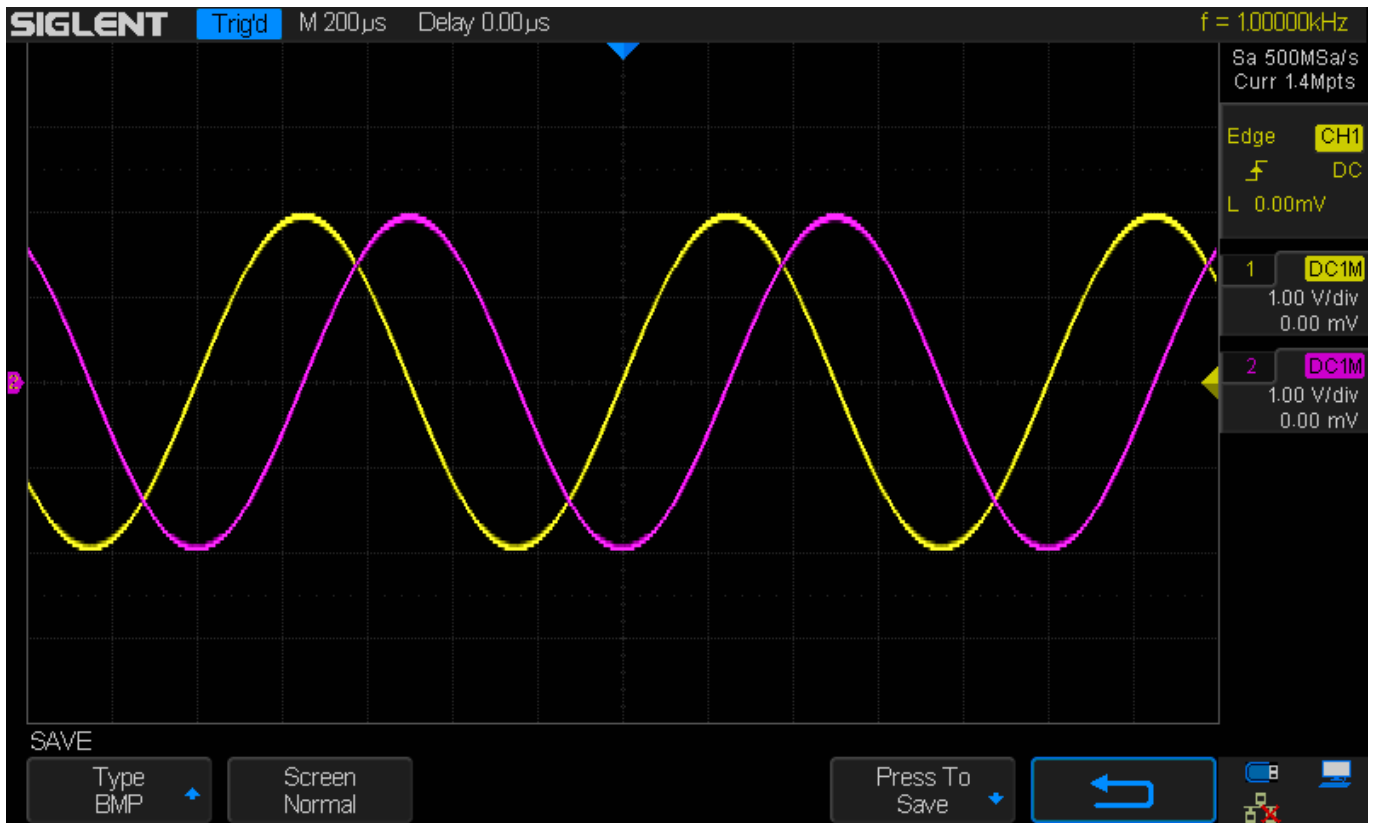 SIGLENT Trig'd M 200µs Delay 0.00µs f = 1.00000kHz
Sa 500MSa/s
Curr 1.4Mpts
Edge CH1
DC
L 0.00mV
1 DC1M
1.00 V/div
0.00 mV
2 DC1M
1.00 V/div
0.00 mV
SAVE
Type
BMP
Screen
Normal
Press To
Save